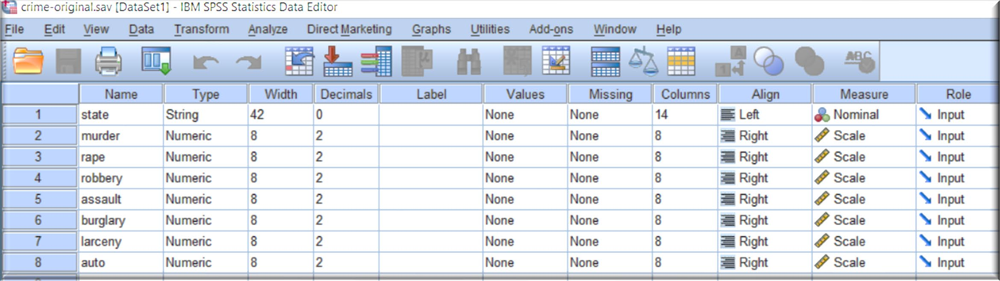 crime-original.sav [DataSet1] - IBM SPSS Statistics Data Editor
File Edit View Data Transform Analyze Direct Marketing Graphs Utilities Add-ons Window Help
Name Type Width Decimals Label Values Missing Columns Align Measure Role
1 state String 42 0 None None 14 Left Nominal Input
2 murder Numeric 8 2 None None 8 Right Scale Input
3 rape Numeric 8 2 None None 8 Right Scale Input
4 robbery Numeric 8 2 None None 8 Right Scale Input
5 assault Numeric 8 2 None None 8 Right Scale Input
6 burglary Numeric 8 2 None None 8 Right Scale Input
7 larceny Numeric 8 2 None None 8 Right Scale Input
8 auto Numeric 8 2 None None 8 Right Scale Input